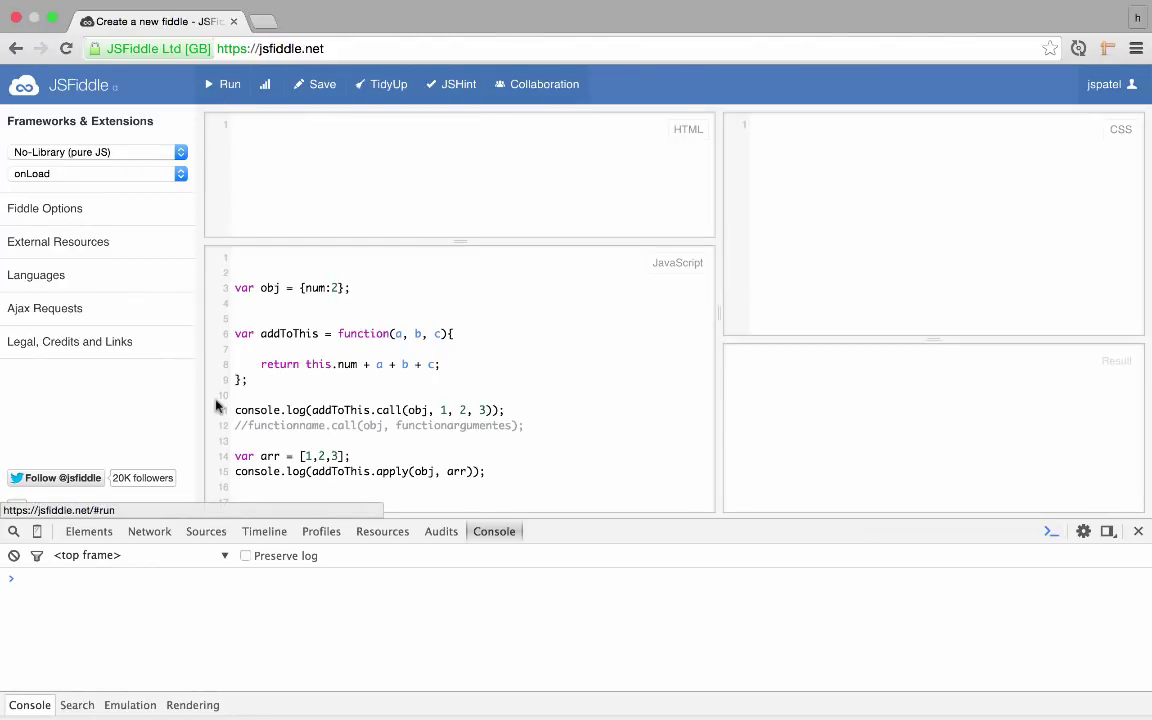 Create a new fiddle - JSFi
h
JSFiddle Ltd [GB] https://jsfiddle.net
JSFiddle α
Run
Save
TidyUp
JSHint
Collaboration
jspatel
Frameworks & Extensions
No-Library (pure JS)
onLoad
Fiddle Options
External Resources
Languages
Ajax Requests
Legal, Credits and Links
Follow @jsfiddle
20K followers
https://jsfiddle.net/#run
1
HTML
1
CSS
JavaScript
Result
1
2
3 var obj = {num:2};
4
5
6 var addToThis = function(a, b, c){
7
8 return this.num + a + b + c;
9 };
10
11 console.log(addToThis.call(obj, 1, 2, 3));
12 //functionname.call(obj, functionargumentes);
13
14 var arr = [1,2,3];
15 console.log(addToThis.apply(obj, arr));
16
17
Elements Network Sources Timeline Profiles Resources Audits Console
<top frame>
Preserve log
>
Console Search Emulation Rendering